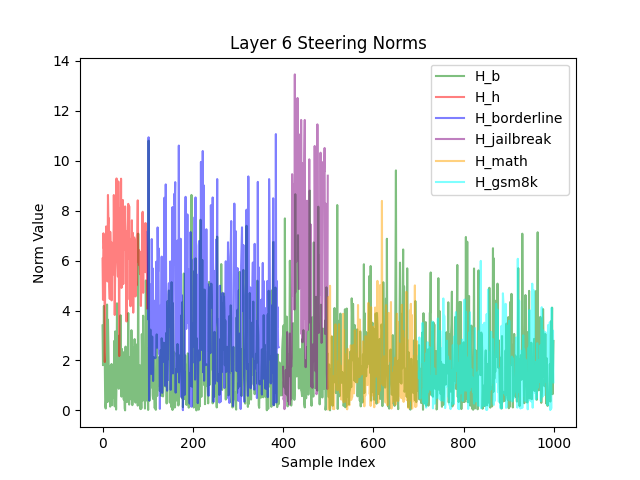 Layer 6 Steering Norms
14
12
10
8
6
4
2
0
Norm Value
0 200 400 600 800 1000
Sample Index
H_b
H_h
H_borderline
H_jailbreak
H_math
H_gsm8k